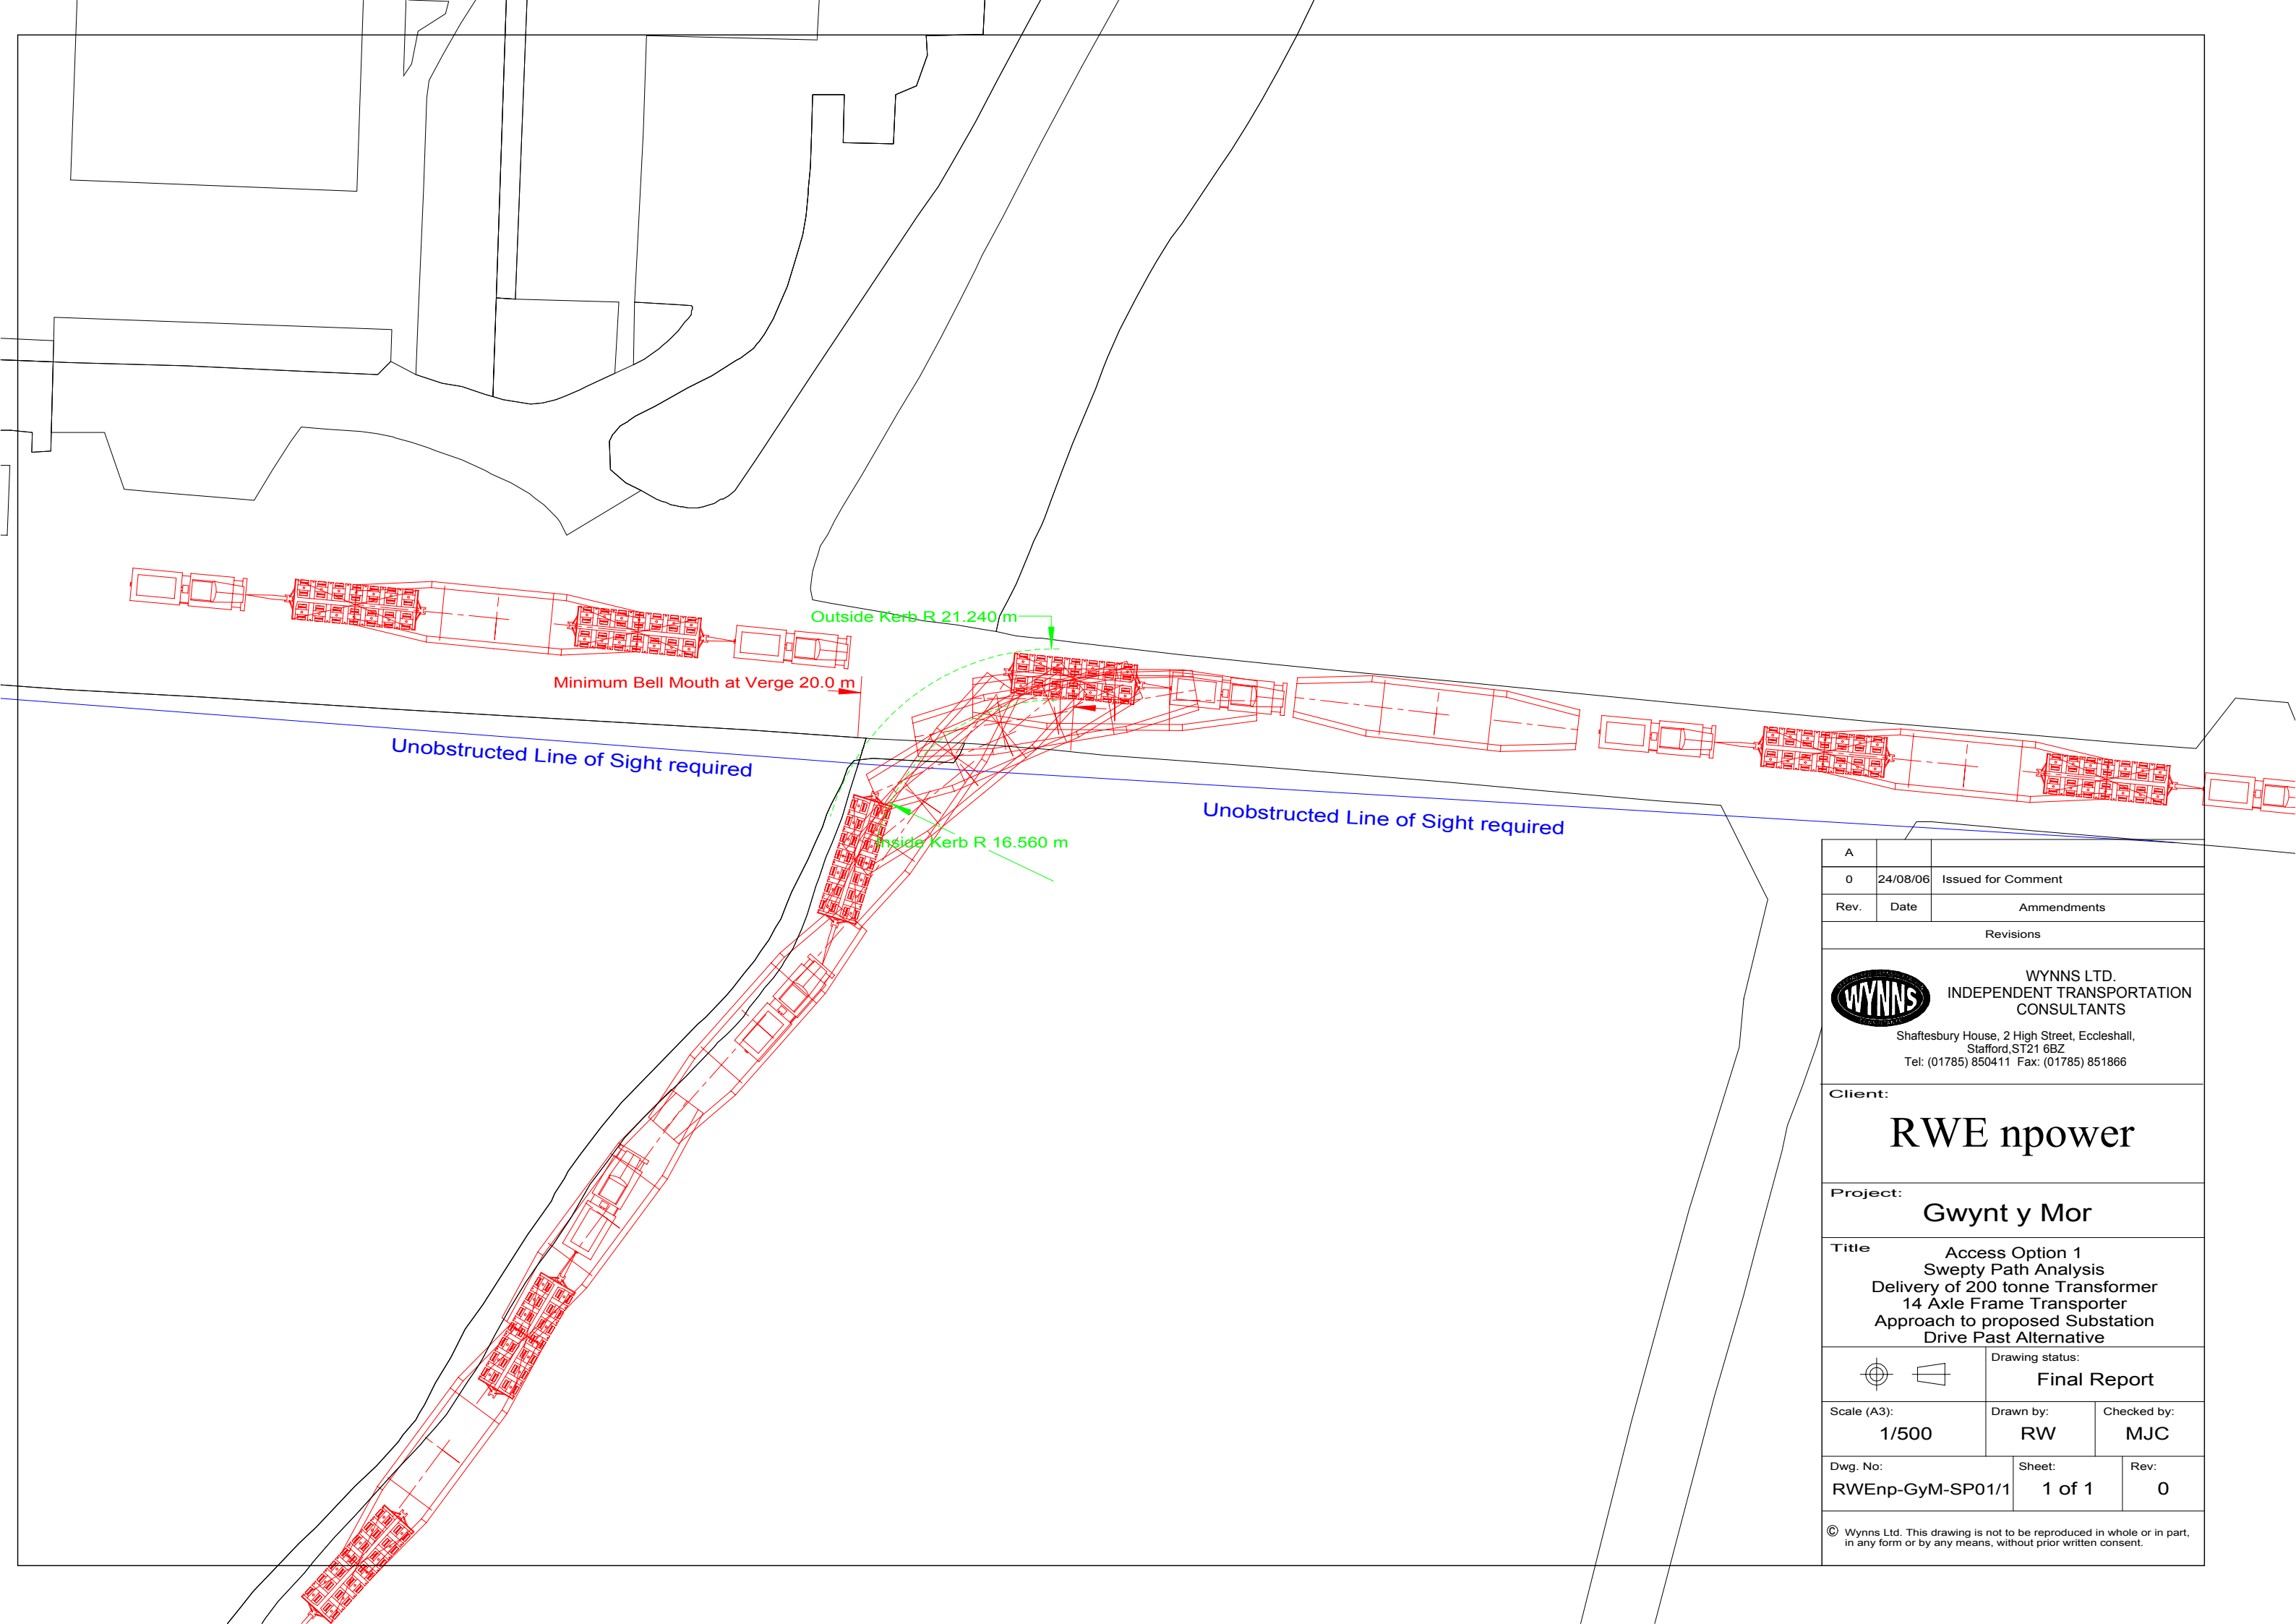 Outside Kerb R 21.240 m
Minimum Bell Mouth at Verge 20.0 m
Unobstructed Line of Sight required
Unobstructed Line of Sight required
Inside Kerb R 16.560 m
A
0 24/08/06 Issued for Comment
Rev. Date Ammendments
Revisions
WYNNS
WYNNS LTD.
INDEPENDENT TRANSPORTATION
CONSULTANTS
Shaftesbury House, 2 High Street, Eccleshall,
Stafford,ST21 6BZ
Tel: (01785) 850411 Fax: (01785) 851866
Client:
RWE npower
Project:
Gwynt y Mor
Title
Access Option 1
Swepty Path Analysis
Delivery of 200 tonne Transformer
14 Axle Frame Transporter
Approach to proposed Substation
Drive Past Alternative
Drawing status:
Final Report
Scale (A3): Drawn by: Checked by:
1/500 RW MJC
Dwg. No: Sheet: Rev:
RWEnp-GyM-SP01/1 1 of 1 0
© Wynns Ltd. This drawing is not to be reproduced in whole or in part,
in any form or by any means, without prior written consent.